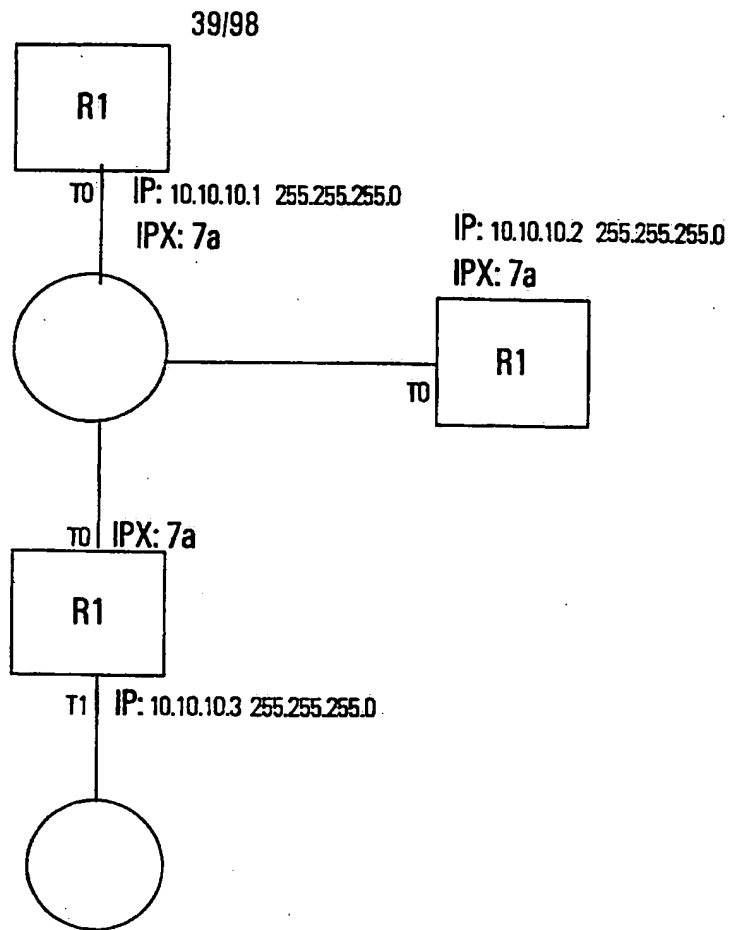 39/98
R1
T0 IP: 10.10.10.1 255.255.255.0
IPX: 7a
IP: 10.10.10.2 255.255.255.0
IPX: 7a
R1
T0
T0 IPX: 7a
R1
T1 IP: 10.10.10.3 255.255.255.0